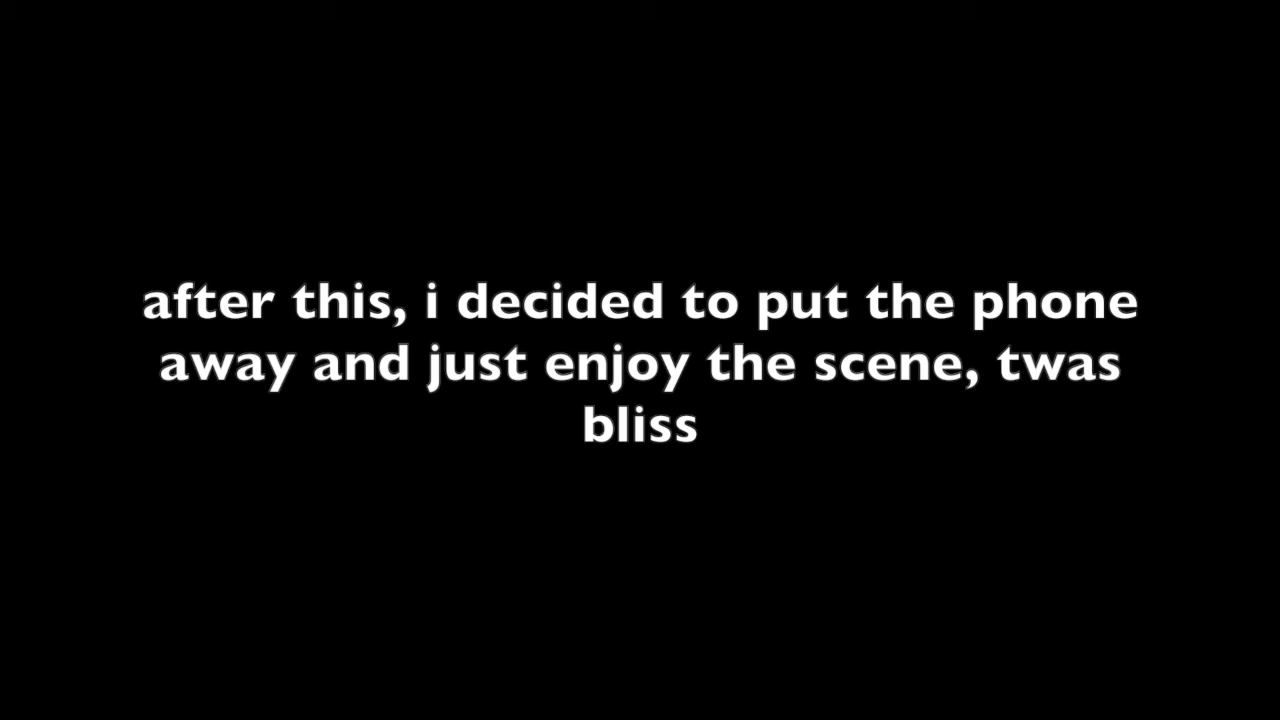 after this, i decided to put the phone
away and just enjoy the scene, twas
bliss